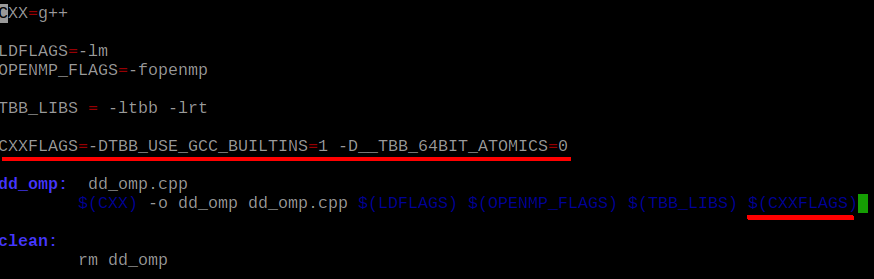 CXX=g++
LDFLAGS=-lm
OPENMP_FLAGS=-fopenmp
TBB_LIBS = -ltbb -lrt
CXXFLAGS=-DTBB_USE_GCC_BUILTINS=1 -D__TBB_64BIT_ATOMICS=0
dd_omp:  dd_omp.cpp
        $(CXX) -o dd_omp dd_omp.cpp $(LDFLAGS) $(OPENMP_FLAGS) $(TBB_LIBS) $(CXXFLAGS)
clean:
        rm dd_omp